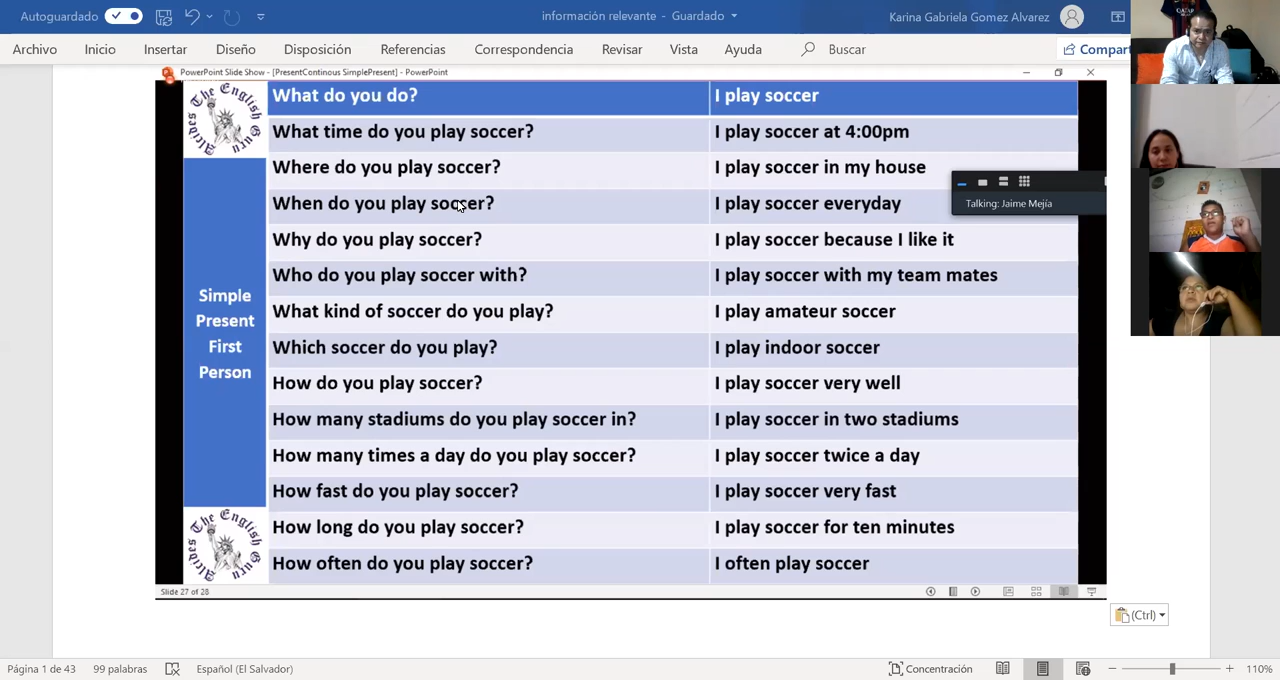 Autoguardado
información relevante - Guardado
Karina Gabriela Gomez Alvarez
Archivo Inicio Insertar Diseño Disposición Referencias Correspondencia Revisar Vista Ayuda Buscar Compart
PowerPoint Slide Show - [PresentContinous SimplePresent] - PowerPoint
The English Guru
Alcides
What do you do? I play soccer
What time do you play soccer? I play soccer at 4:00pm
Where do you play soccer? I play soccer in my house
When do you play soccer? I play soccer everyday
Talking: Jaime Mejía
Why do you play soccer? I play soccer because I like it
Who do you play soccer with? I play soccer with my team mates
What kind of soccer do you play? I play amateur soccer
Which soccer do you play? I play indoor soccer
How do you play soccer? I play soccer very well
How many stadiums do you play soccer in? I play soccer in two stadiums
How many times a day do you play soccer? I play soccer twice a day
How fast do you play soccer? I play soccer very fast
How long do you play soccer? I play soccer for ten minutes
How often do you play soccer? I often play soccer
Simple
Present
First
Person
The English Guru
Alcides
Slide 27 of 28
(Ctrl)
Página 1 de 43 99 palabras Español (El Salvador) Concentración 110%